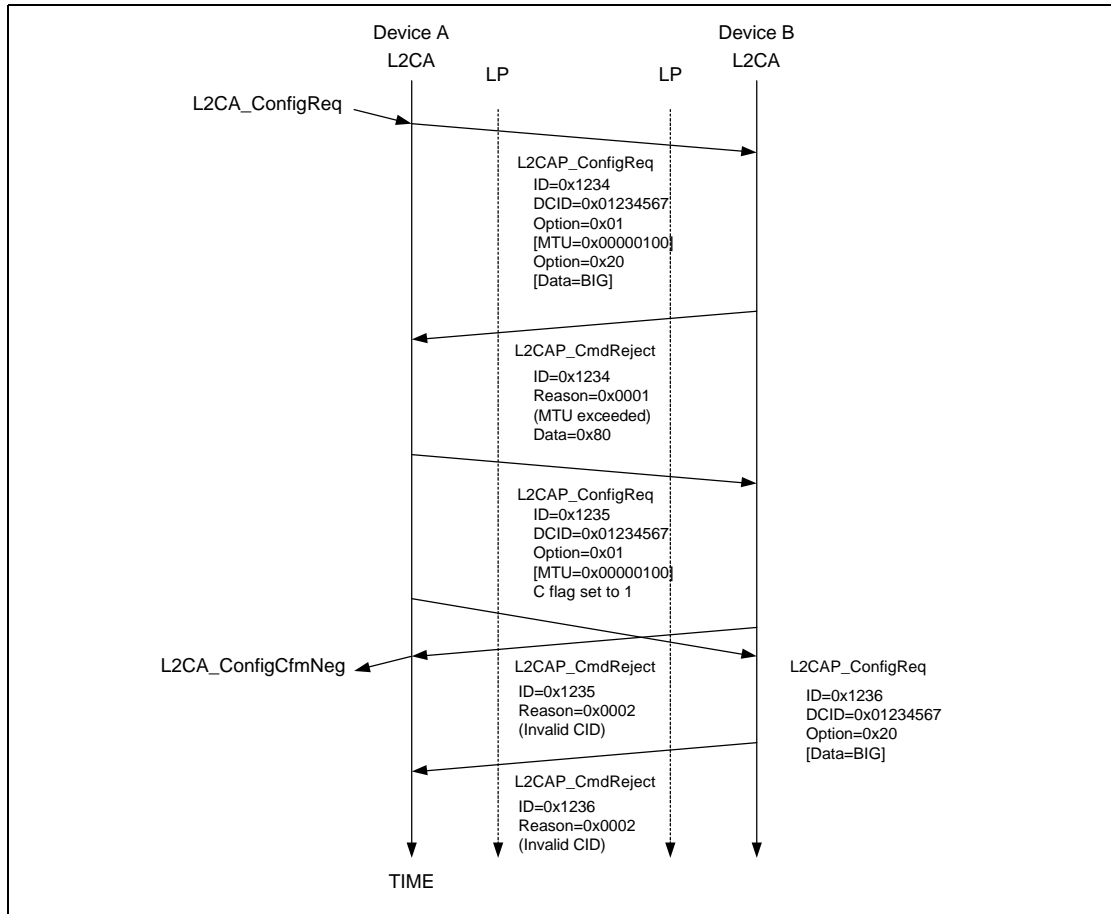 Device A
L2CA
LP
LP
Device B
L2CA
L2CA_ConfigReq
L2CAP_ConfigReq
ID=0x1234
DCID=0x01234567
Option=0x01
[MTU=0x00000100]
Option=0x20
[Data=BIG]
L2CAP_CmdReject
ID=0x1234
Reason=0x0001
(MTU exceeded)
Data=0x80
L2CAP_ConfigReq
ID=0x1235
DCID=0x01234567
Option=0x01
[MTU=0x00000100]
C flag set to 1
L2CA_ConfigCfmNeg
L2CAP_CmdReject
ID=0x1235
Reason=0x0002
(Invalid CID)
L2CAP_ConfigReq
ID=0x1236
DCID=0x01234567
Option=0x20
[Data=BIG]
L2CAP_CmdReject
ID=0x1236
Reason=0x0002
(Invalid CID)
TIME